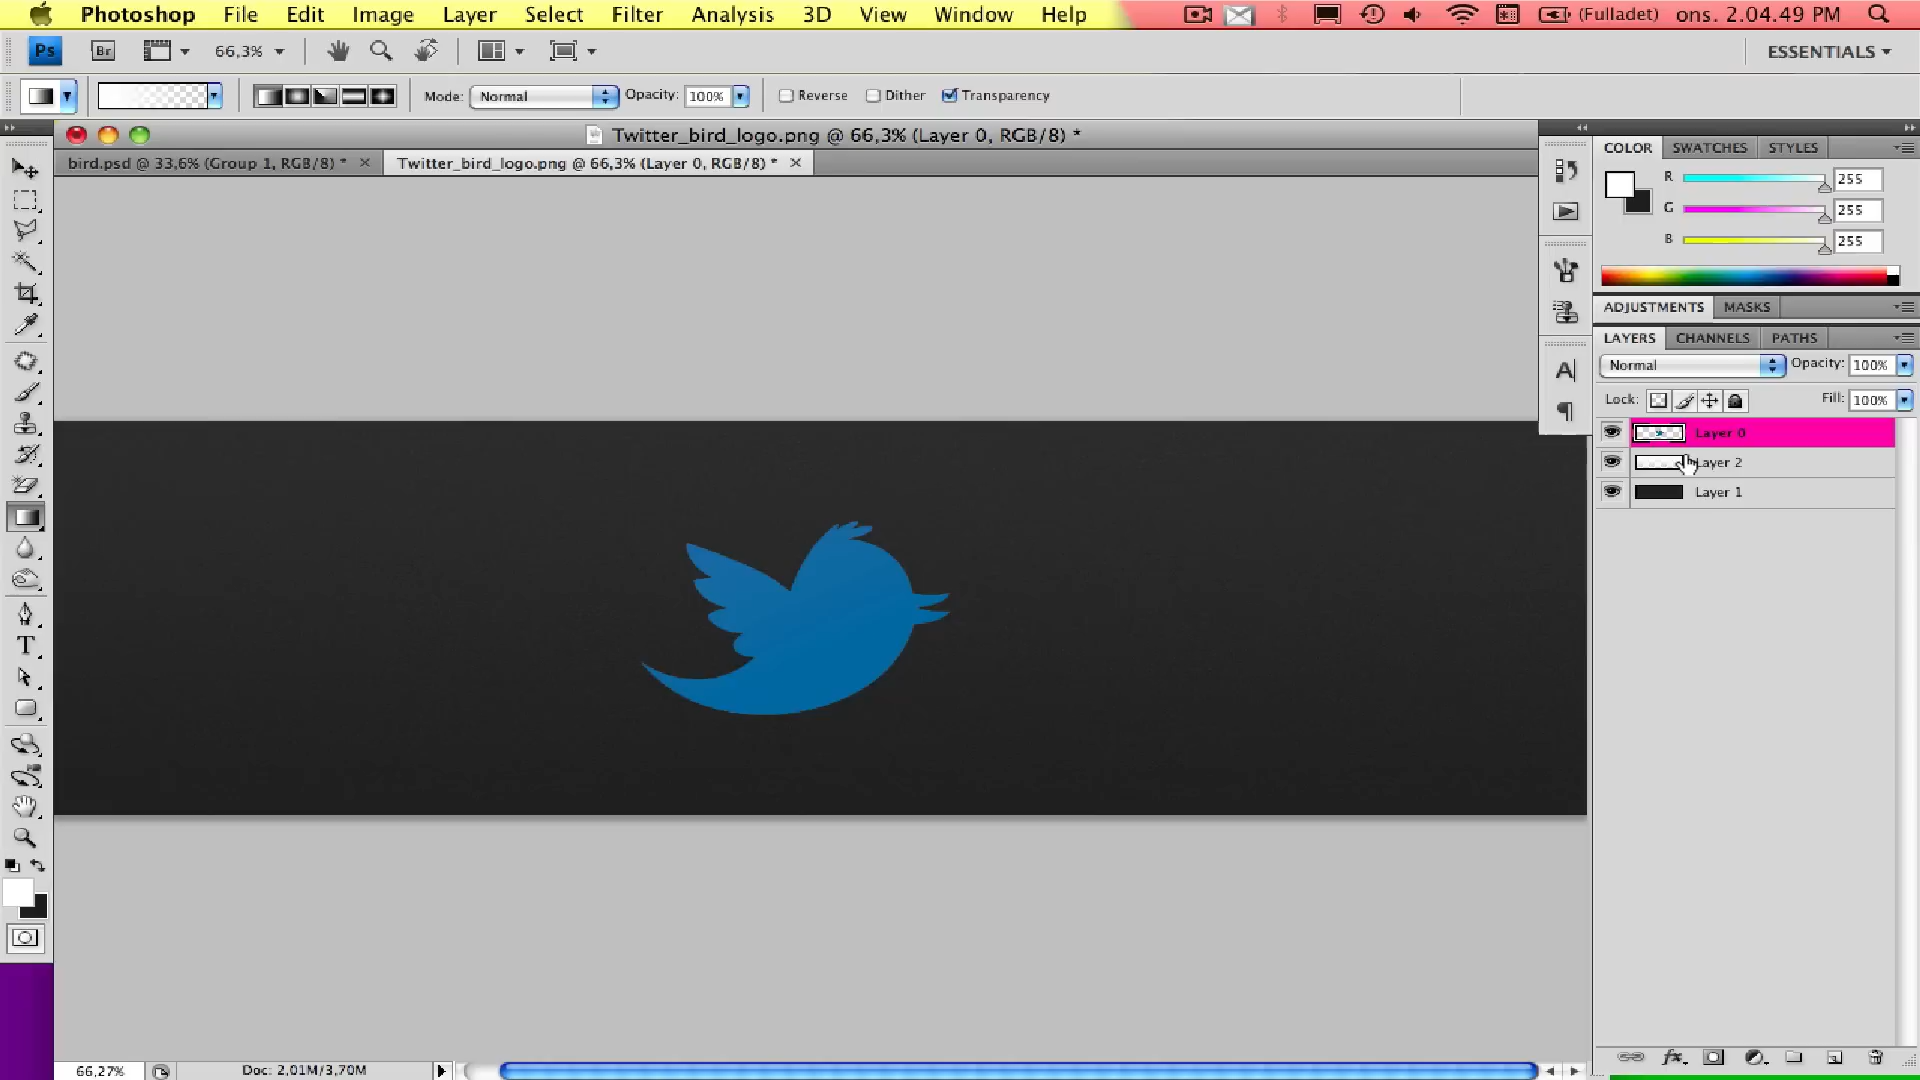 Photoshop File Edit Image Layer Select Filter Analysis 3D View Window Help (Fulladet) ons. 2.04.49 PM
Ps Br 66,3% ESSENTIALS
Mode: Normal Opacity: 100% Reverse Dither Transparency
Twitter_bird_logo.png @ 66,3% (Layer 0, RGB/8) *
bird.psd @ 33,6% (Group 1, RGB/8) * Twitter_bird_logo.png @ 66,3% (Layer 0, RGB/8) *
COLOR SWATCHES STYLES
R 255
G 255
B 255
ADJUSTMENTS MASKS
LAYERS CHANNELS PATHS
Normal Opacity: 100%
Lock: Fill: 100%
Layer 0
Layer 2
Layer 1
66,27% Doc: 2,01M/3,70M